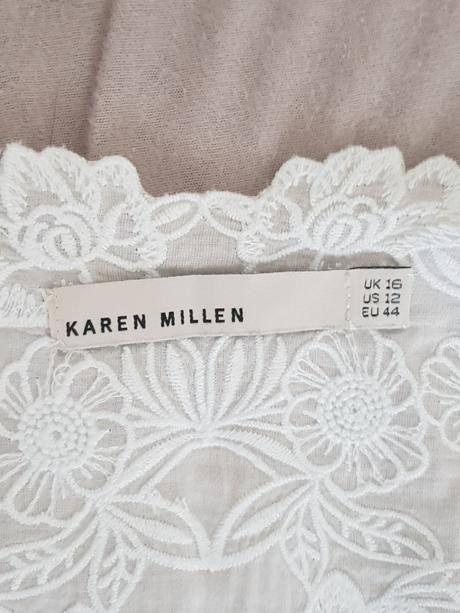 KAREN MILLEN
UK 16
US 12
EU 44